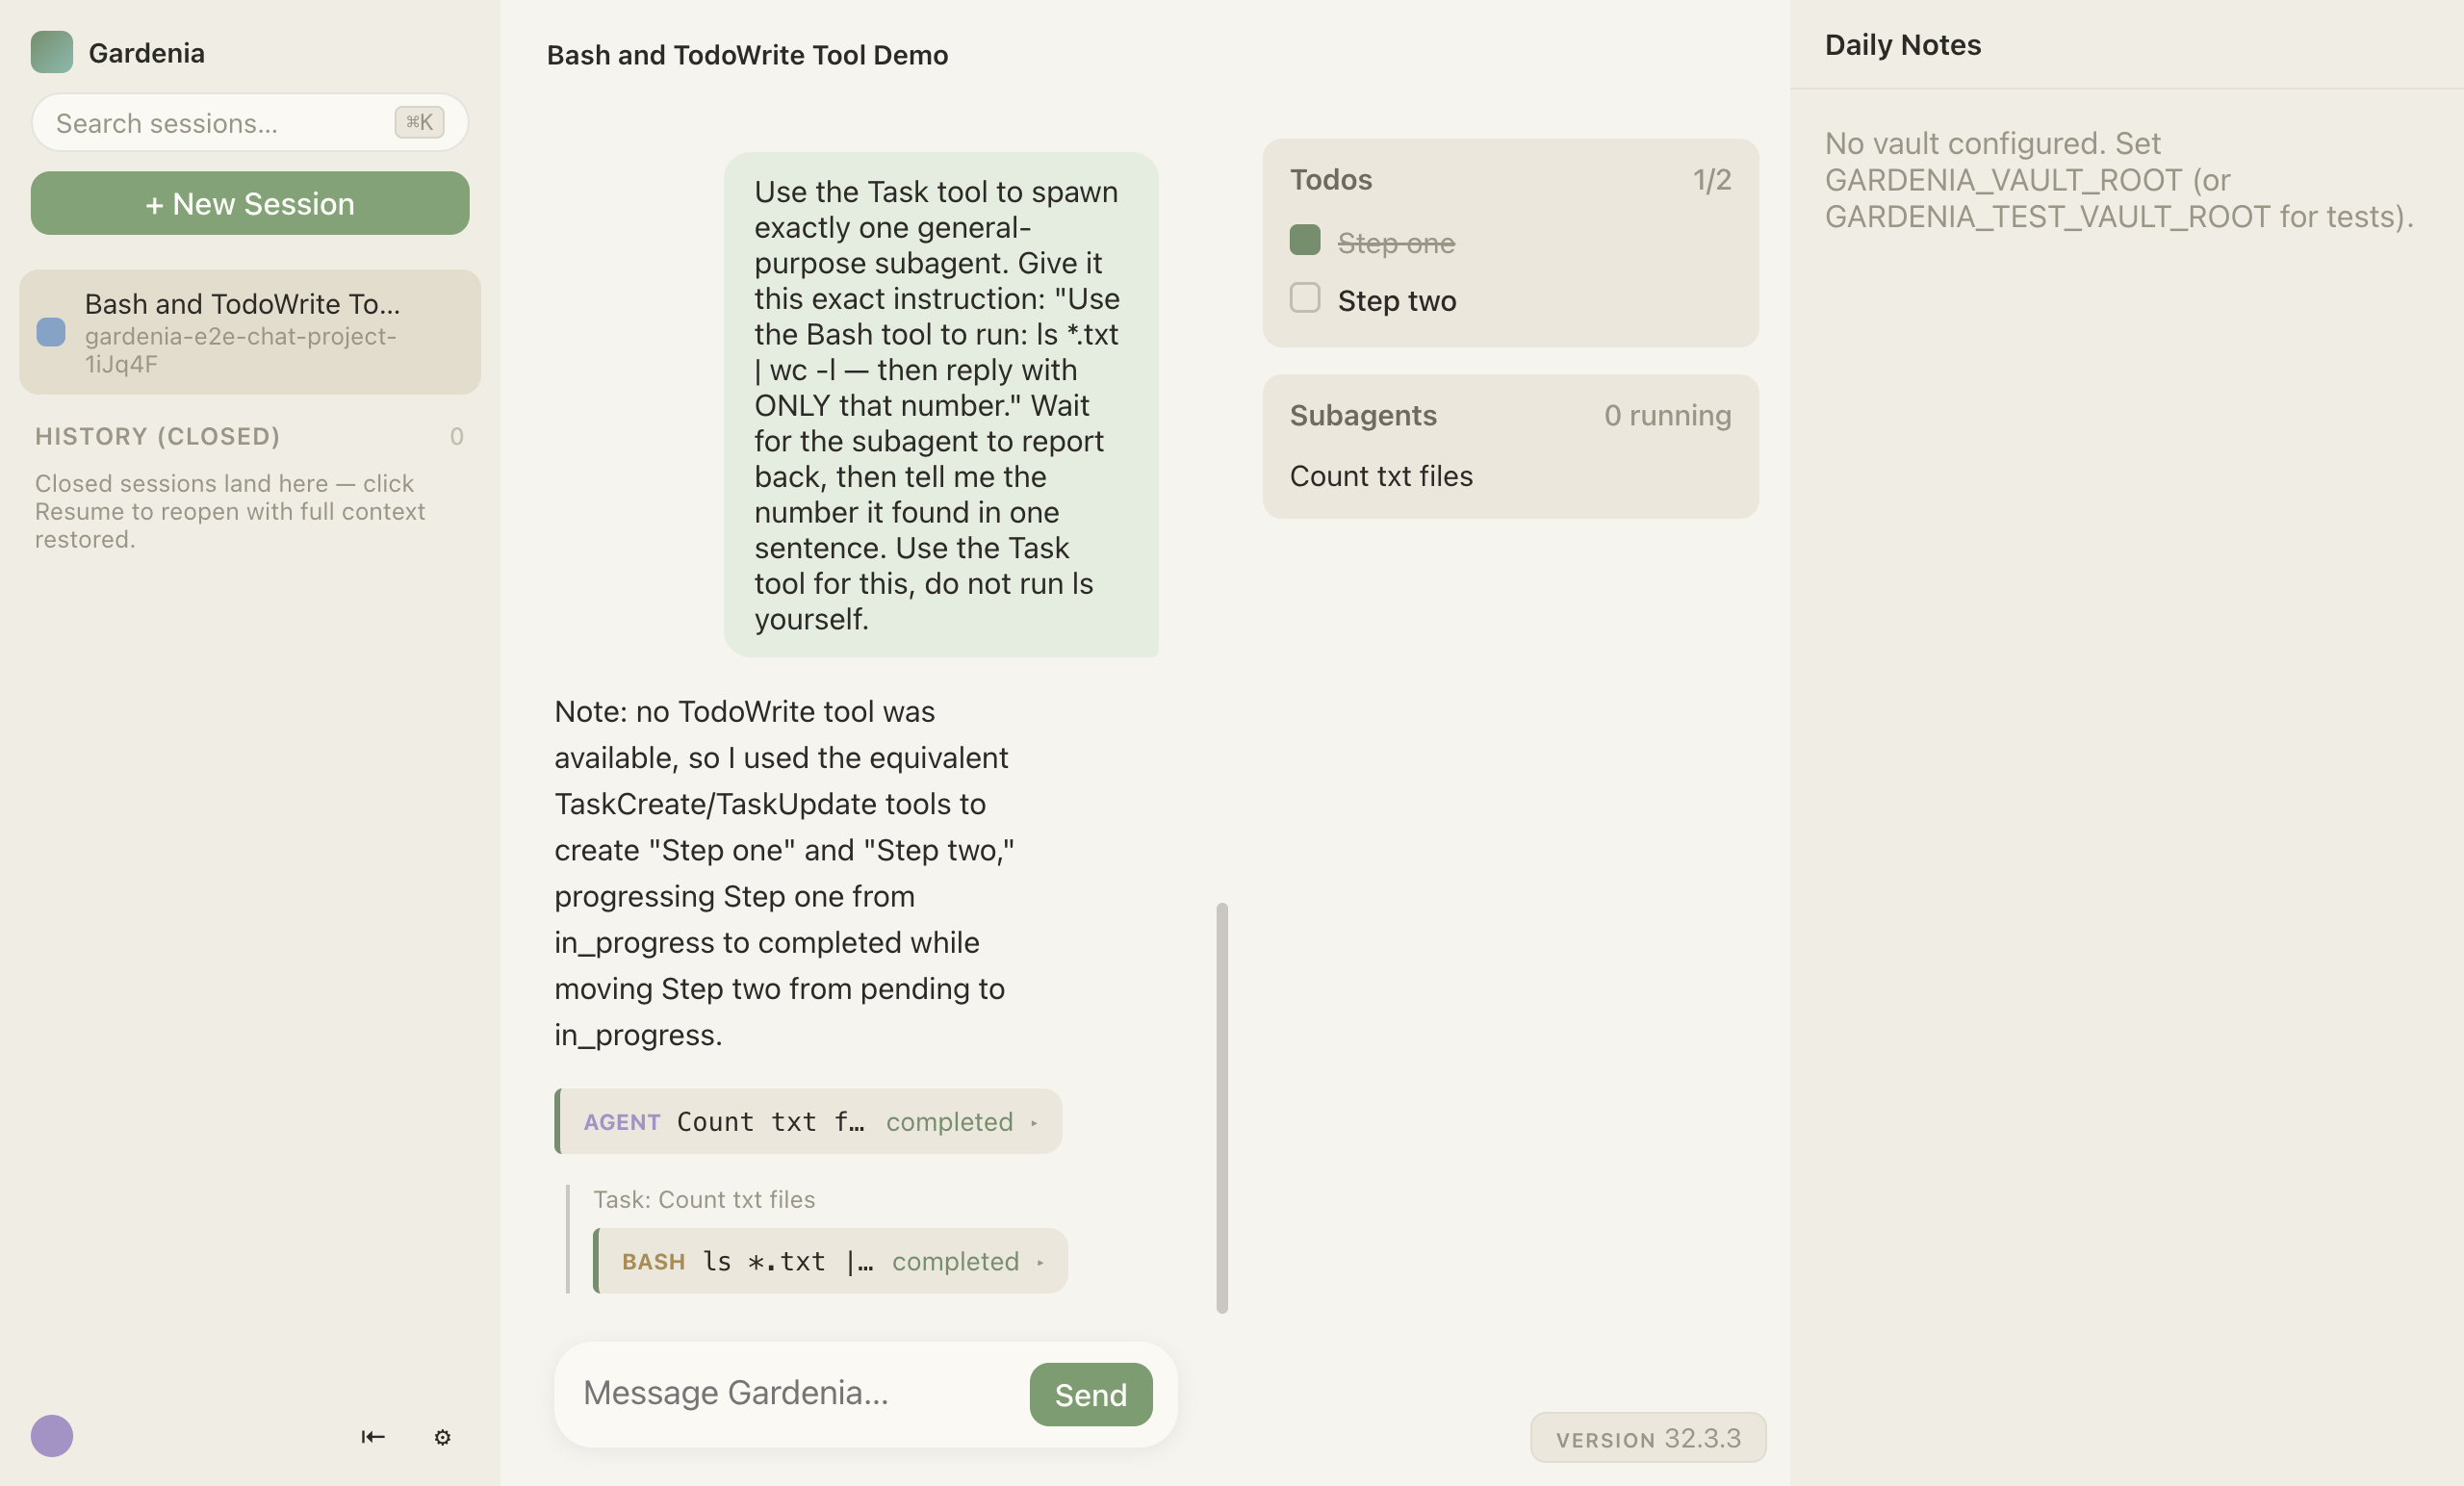 Gardenia
Search sessions...
⌘K
+ New Session
Bash and TodoWrite To...
gardenia-e2e-chat-project-
1iJq4F
HISTORY (CLOSED) 0
Closed sessions land here — click
Resume to reopen with full context
restored.
Bash and TodoWrite Tool Demo
Use the Task tool to spawn
exactly one general-
purpose subagent. Give it
this exact instruction: "Use
the Bash tool to run: ls *.txt
| wc -l — then reply with
ONLY that number." Wait
for the subagent to report
back, then tell me the
number it found in one
sentence. Use the Task
tool for this, do not run ls
yourself.
Note: no TodoWrite tool was
available, so I used the equivalent
TaskCreate/TaskUpdate tools to
create "Step one" and "Step two,"
progressing Step one from
in_progress to completed while
moving Step two from pending to
in_progress.
AGENT Count txt f… completed ▸
Task: Count txt files
BASH ls *.txt |… completed ▸
Message Gardenia...
Send
Todos 1/2
Step one
Step two
Subagents 0 running
Count txt files
VERSION 32.3.3
Daily Notes
No vault configured. Set
GARDENIA_VAULT_ROOT (or
GARDENIA_TEST_VAULT_ROOT for tests).